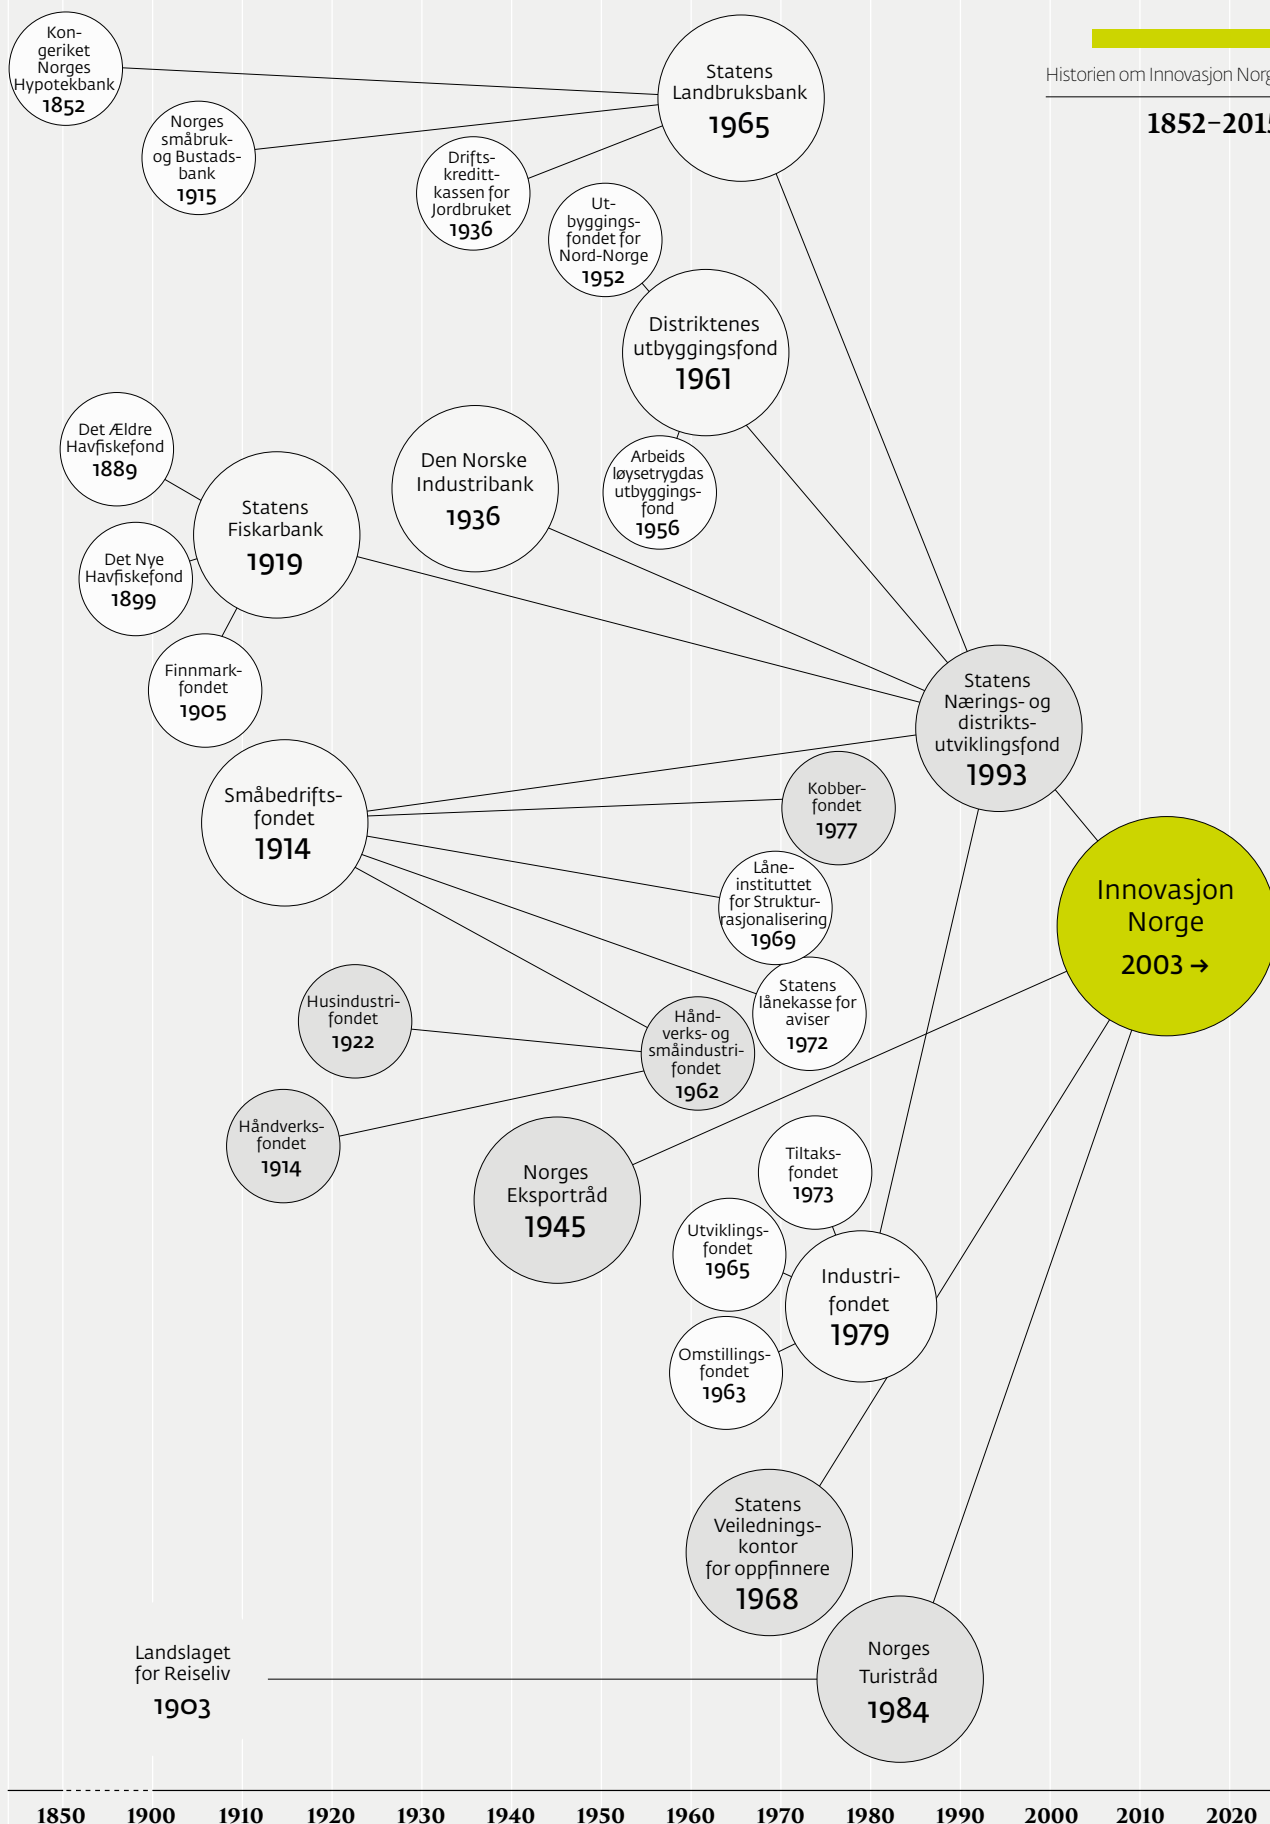 Kon-
geriket
Norges
Hypotekbank
1852
Norges
småbruk-
og Bustads-
bank
1915
Drifts-
kreditt-
kassen for
Jordbruket
1936
Statens
Landbruksbank
1965
Historien om Innovasjon Norg
1852–2015
Ut-
byggings-
fondet for
Nord-Norge
1952
Distriktenes
utbyggingsfond
1961
Arbeids
løysetrygdas
utbyggings-
fond
1956
Den Norske
Industribank
1936
Det Ældre
Havfiskefond
1889
Statens
Fiskarbank
1919
Det Nye
Havfiskefond
1899
Finnmark-
fondet
1905
Statens
Nærings- og
distrikts-
utviklingsfond
1993
Småbedrifts-
fondet
1914
Kobber-
fondet
1977
Låne-
instituttet
for Struktur-
rasjonalisering
1969
Statens
lånekasse for
aviser
1972
Innovasjon
Norge
2003 →
Husindustri-
fondet
1922
Hånd-
verks- og
småindustri-
fondet
1962
Håndverks-
fondet
1914
Norges
Eksportråd
1945
Tiltaks-
fondet
1973
Utviklings-
fondet
1965
Industri-
fondet
1979
Omstillings-
fondet
1963
Statens
Veilednings-
kontor
for oppfinnere
1968
Landslaget
for Reiseliv
1903
Norges
Turistråd
1984
1850 1900 1910 1920 1930 1940 1950 1960 1970 1980 1990 2000 2010 2020